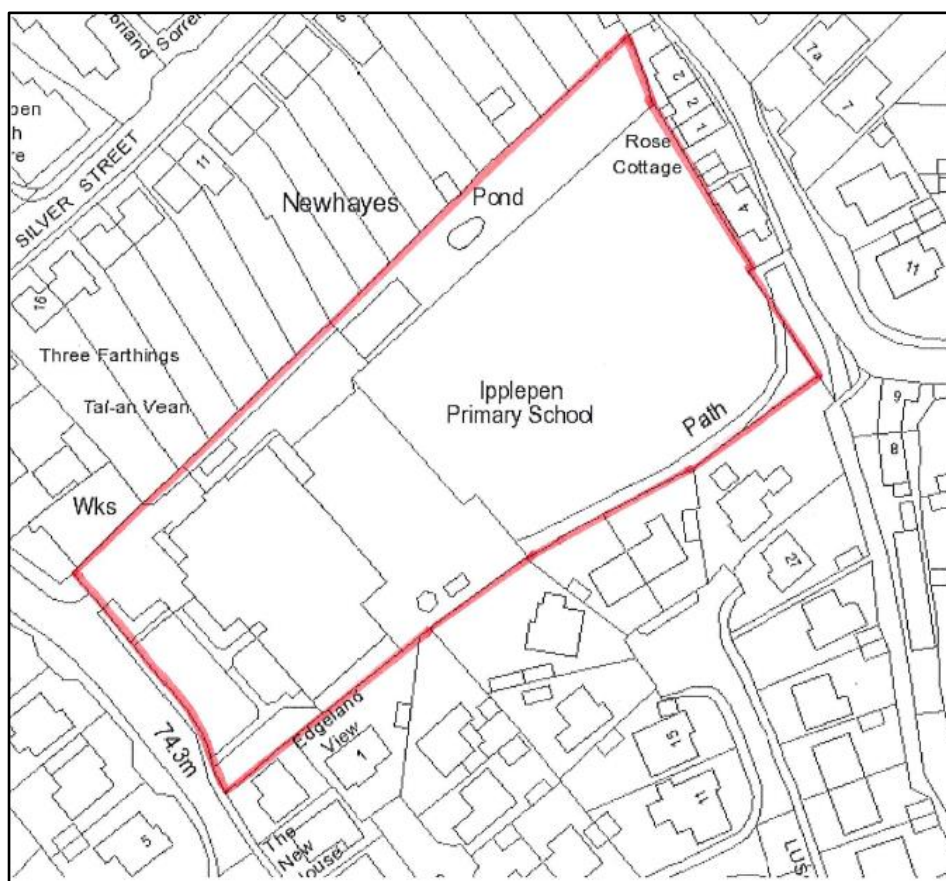 Sorrel
SILVER STREET
11
Newhayes
Pond
Rose
Cottage
2
2
1
4
7a
7
11
16
Three Farthings
Taf-an Vean
Ipplepen
Primary School
Path
Wks
9
8
27
74.3m
Edgeland
View
1
15
11
5
The
New
House